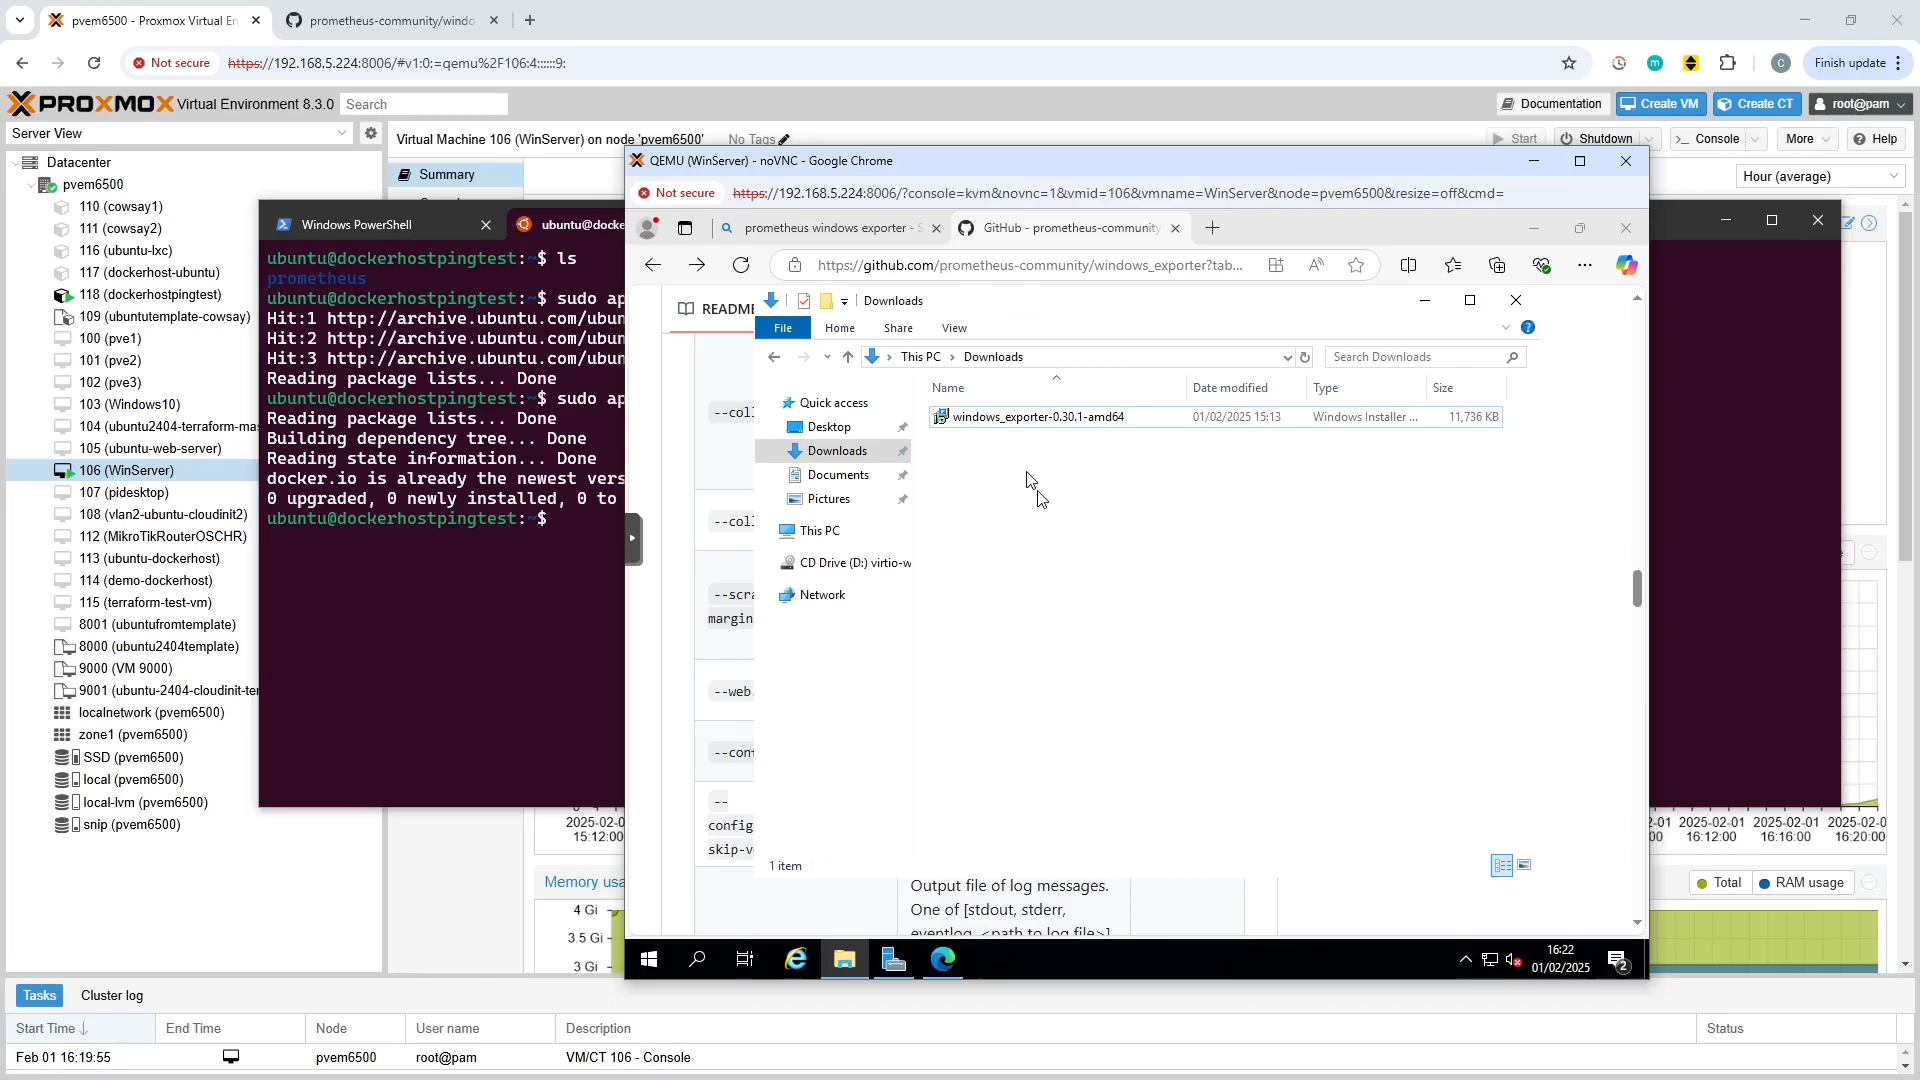 pvem6500 - Proxmox Virtual En
prometheus-community/windo
Not secure
https://192.168.5.224:8006/#v1:0:=qemu%2F106:4::::::9:
C
Finish update
PROXMOX Virtual Environment 8.3.0
Search
Documentation
Create VM
Create CT
root@pam
Server View
Virtual Machine 106 (WinServer) on node 'pvem6500'
No Tags
Start
Shutdown
Console
More
Help
Datacenter
pvem6500
110 (cowsay1)
111 (cowsay2)
116 (ubuntu-lxc)
117 (dockerhost-ubuntu)
118 (dockerhostpingtest)
109 (ubuntutemplate-cowsay)
100 (pve1)
101 (pve2)
102 (pve3)
103 (Windows10)
104 (ubuntu2404-terraform-mas
105 (ubuntu-web-server)
106 (WinServer)
107 (pidesktop)
108 (vlan2-ubuntu-cloudinit2)
112 (MikroTikRouterOSCHR)
113 (ubuntu-dockerhost)
114 (demo-dockerhost)
115 (terraform-test-vm)
8001 (ubuntufromtemplate)
8000 (ubuntu2404template)
9000 (VM 9000)
9001 (ubuntu-2404-cloudinit-ter
localnetwork (pvem6500)
zone1 (pvem6500)
SSD (pvem6500)
local (pvem6500)
local-lvm (pvem6500)
snip (pvem6500)
Summary
Hour (average)
Windows PowerShell
ubuntu@docke
ubuntu@dockerhostpingtest:~$ ls
prometheus
ubuntu@dockerhostpingtest:~$ sudo ap
Hit:1 http://archive.ubuntu.com/ubun
Hit:2 http://archive.ubuntu.com/ubun
Hit:3 http://archive.ubuntu.com/ubun
Reading package lists... Done
ubuntu@dockerhostpingtest:~$ sudo ap
Reading package lists... Done
Building dependency tree... Done
Reading state information... Done
docker.io is already the newest vers
0 upgraded, 0 newly installed, 0 to
ubuntu@dockerhostpingtest:~$
QEMU (WinServer) - noVNC - Google Chrome
Not secure
https://192.168.5.224:8006/?console=kvm&novnc=1&vmid=106&vmname=WinServer&node=pvem6500&resize=off&cmd=
prometheus windows exporter - S
GitHub - prometheus-community
https://github.com/prometheus-community/windows_exporter?tab...
README
--coll
--coll
--scra
margin
--web.
--conf
--
config
skip-v
Output file of log messages.
One of [stdout, stderr,
eventlog, <path to log file>]
Downloads
File
Home
Share
View
This PC
Downloads
Search Downloads
Name
Date modified
Type
Size
windows_exporter-0.30.1-amd64
01/02/2025 15:13
Windows Installer ...
11,736 KB
Quick access
Desktop
Downloads
Documents
Pictures
This PC
CD Drive (D:) virtio-w
Network
1 item
16:22
01/02/2025
2
2025-02-0
15:12:00
2025-02-01
16:12:00
2025-02-01
16:16:00
2025-02-0
16:20:00
Memory usa
Total
RAM usage
4 Gi
3.5 Gi
3 Gi
Tasks
Cluster log
Start Time
End Time
Node
User name
Description
Status
Feb 01 16:19:55
pvem6500
root@pam
VM/CT 106 - Console